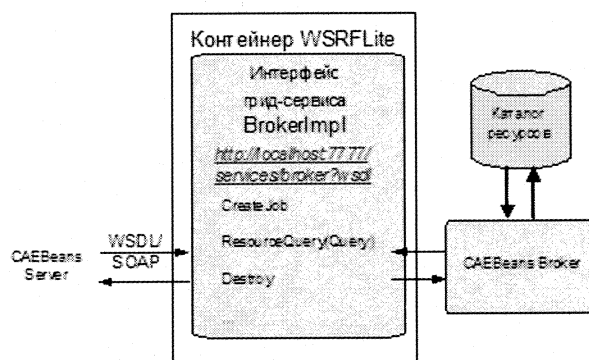 Контейнер WSRFLite
Интерфейс
грид-сервиса
BrokerImpl
http://localhost:7777/
services/broker?wsdl
CreateJob
ResourceQuery(Query)
Destroy
CAEBeans
Server
WSDL/
SOAP
Каталог
ресурсов
CAEBeans Broker